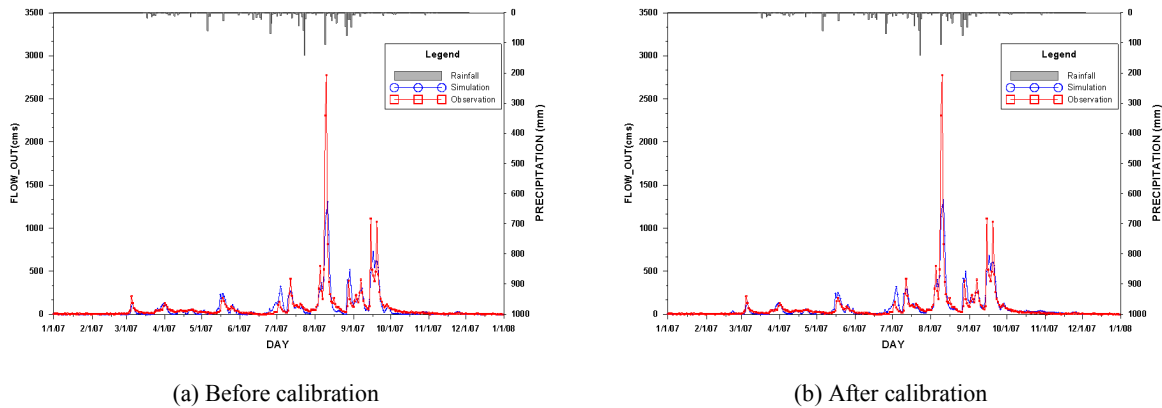 3500
3000
2500
2000
1500
1000
500
0
FLOW_OUT(cms)
0
100
200
300
400
500
600
700
800
900
1000
PRECIPITATION (mm)
Legend
Rainfall
Simulation
Observation
1/1/07 2/1/07 3/1/07 4/1/07 5/1/07 6/1/07 7/1/07 8/1/07 9/1/07 10/1/07 11/1/07 12/1/07 1/1/08
DAY
(a) Before calibration
3500
3000
2500
2000
1500
1000
500
0
FLOW_OUT(cms)
0
100
200
300
400
500
600
700
800
900
1000
PRECIPITATION (mm)
Legend
Rainfall
Simulation
Observation
1/1/07 2/1/07 3/1/07 4/1/07 5/1/07 6/1/07 7/1/07 8/1/07 9/1/07 10/1/07 11/1/07 12/1/07 1/1/08
DAY
(b) After calibration